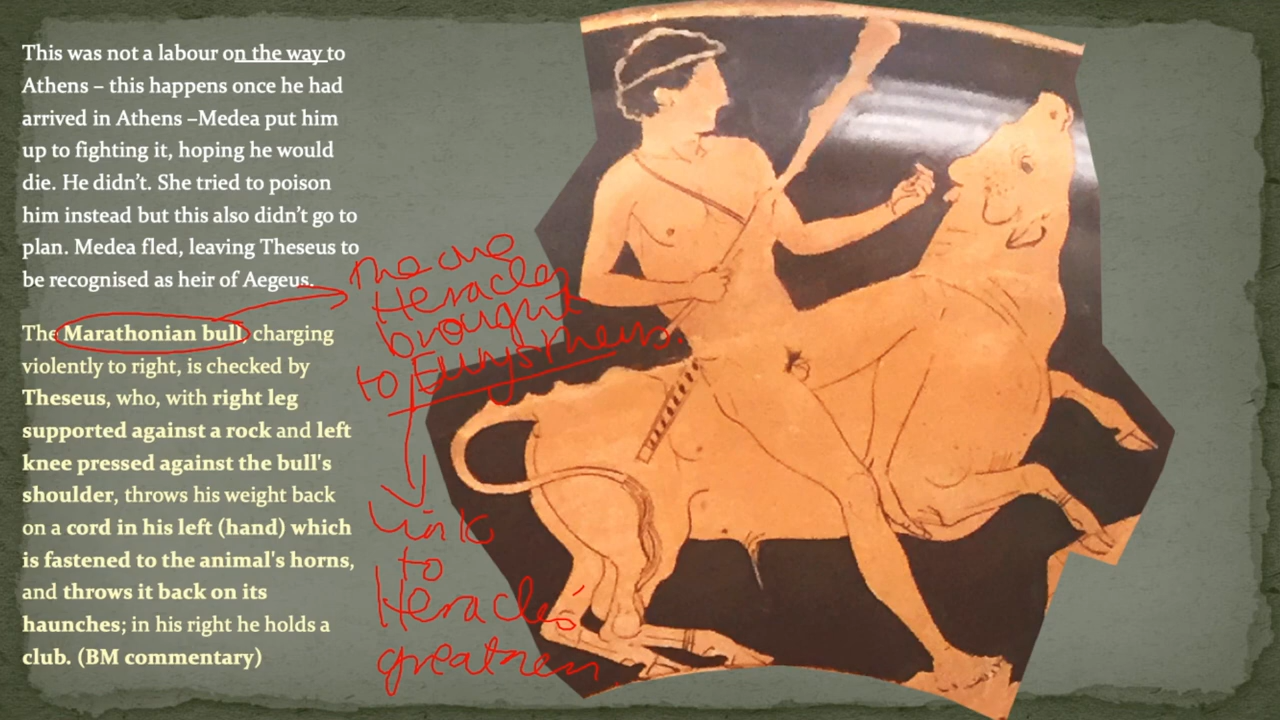 This was not a labour on the way to
Athens – this happens once he had
arrived in Athens –Medea put him
up to fighting it, hoping he would
die. He didn't. She tried to poison
him instead but this also didn't go to
plan. Medea fled, leaving Theseus to
be recognised as heir of Aegeus.
The Marathonian bull, charging
violently to right, is checked by
Theseus, who, with right leg
supported against a rock and left
knee pressed against the bull's
shoulder, throws his weight back
on a cord in his left (hand) which
is fastened to the animal's horns,
and throws it back on its
haunches; in his right he holds a
club. (BM commentary)
The one
Heracles
brought
to Eurystheus.
Link
to
Heracles'
greatness